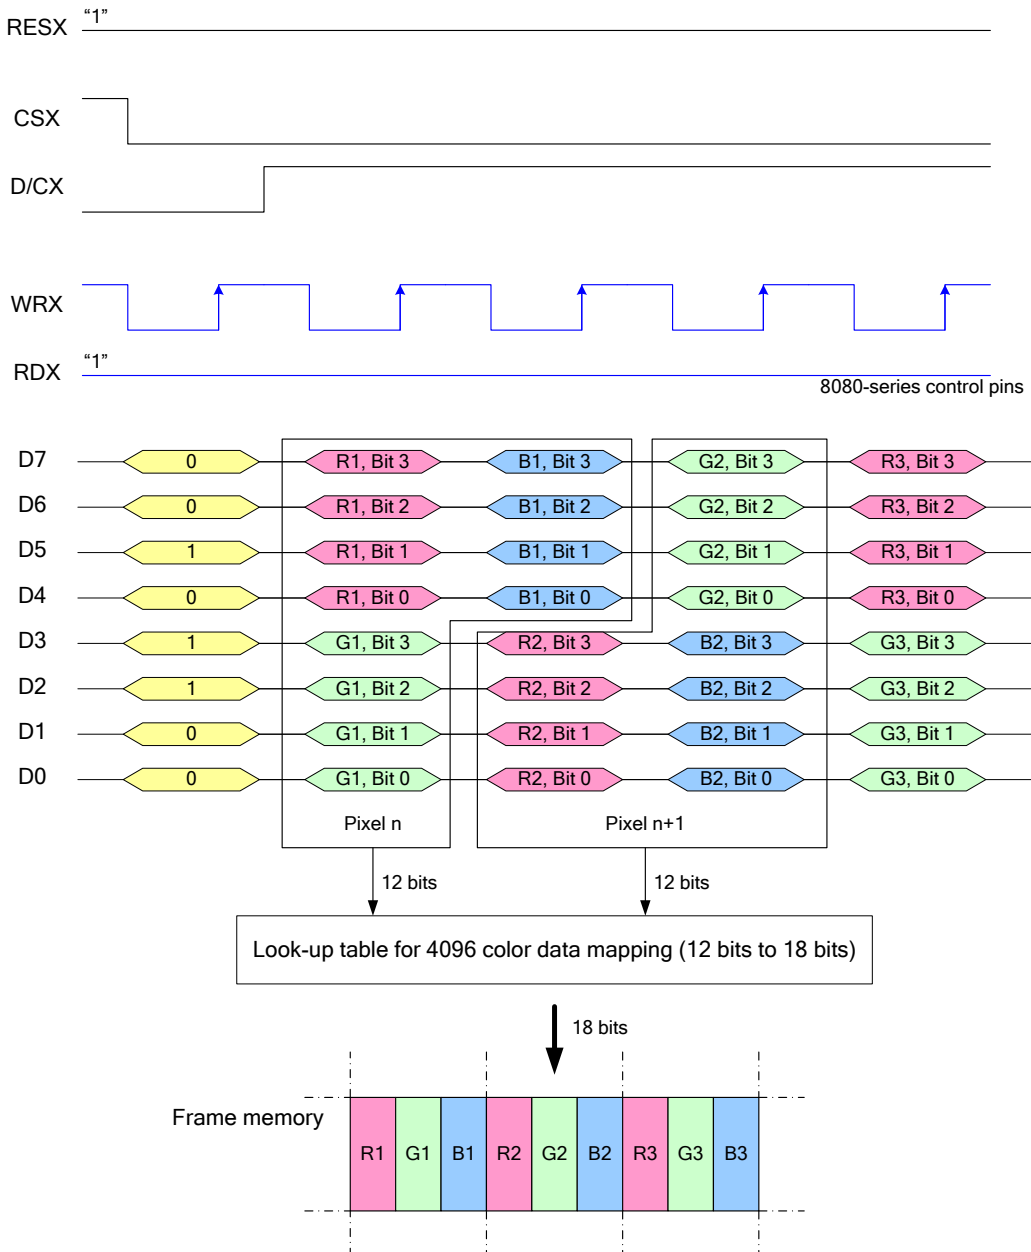 RESX "1"
CSX
D/CX
WRX
RDX "1"
8080-series control pins
D7 0 R1, Bit 3 B1, Bit 3 G2, Bit 3 R3, Bit 3
D6 0 R1, Bit 2 B1, Bit 2 G2, Bit 2 R3, Bit 2
D5 1 R1, Bit 1 B1, Bit 1 G2, Bit 1 R3, Bit 1
D4 0 R1, Bit 0 B1, Bit 0 G2, Bit 0 R3, Bit 0
D3 1 G1, Bit 3 R2, Bit 3 B2, Bit 3 G3, Bit 3
D2 1 G1, Bit 2 R2, Bit 2 B2, Bit 2 G3, Bit 2
D1 0 G1, Bit 1 R2, Bit 1 B2, Bit 1 G3, Bit 1
D0 0 G1, Bit 0 R2, Bit 0 B2, Bit 0 G3, Bit 0
Pixel n Pixel n+1
12 bits 12 bits
Look-up table for 4096 color data mapping (12 bits to 18 bits)
18 bits
Frame memory
R1 G1 B1 R2 G2 B2 R3 G3 B3